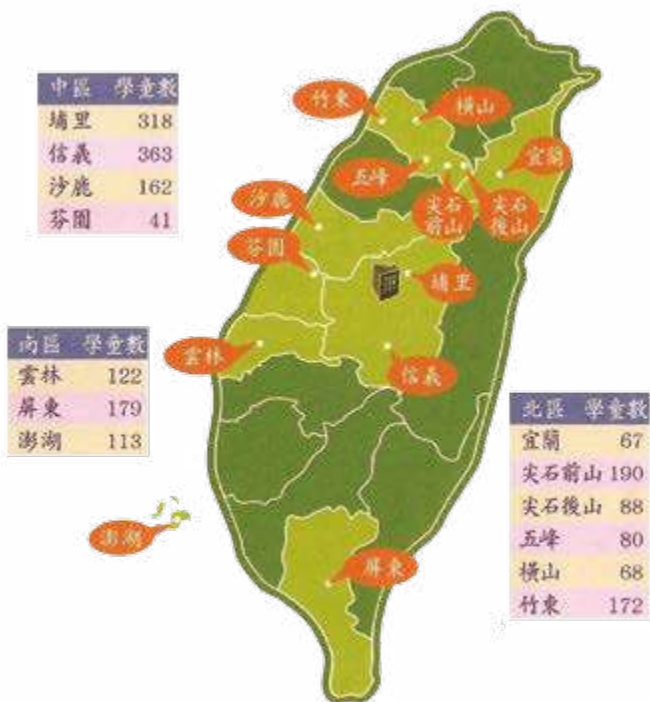 中區 學童數
埔里 318
信義 363
沙鹿 162
芬園 41
竹東
橫山
五峰
尖石前山
尖石後山
宜蘭
沙鹿
芬園
埔里
雲林
信義
南區 學童數
雲林 122
屏東 179
澎湖 113
北區 學童數
宜蘭 67
尖石前山 190
尖石後山 88
五峰 80
橫山 68
竹東 172
澎湖
屏東